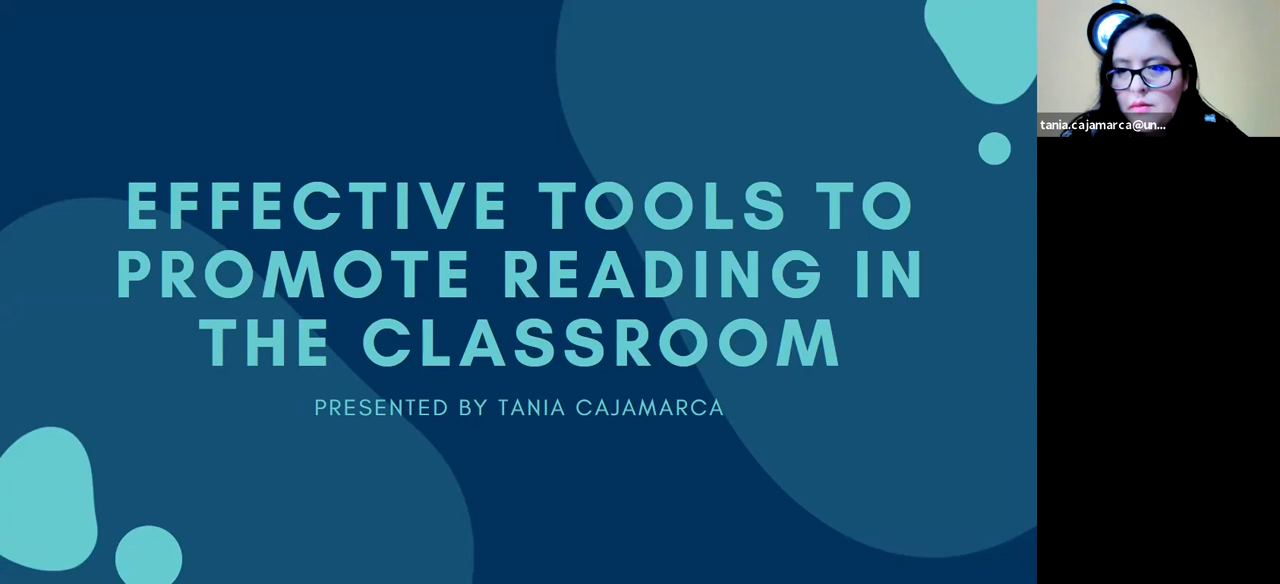 EFFECTIVE TOOLS TO
PROMOTE READING IN
THE CLASSROOM
PRESENTED BY TANIA CAJAMARCA
tania.cajamarca@un...